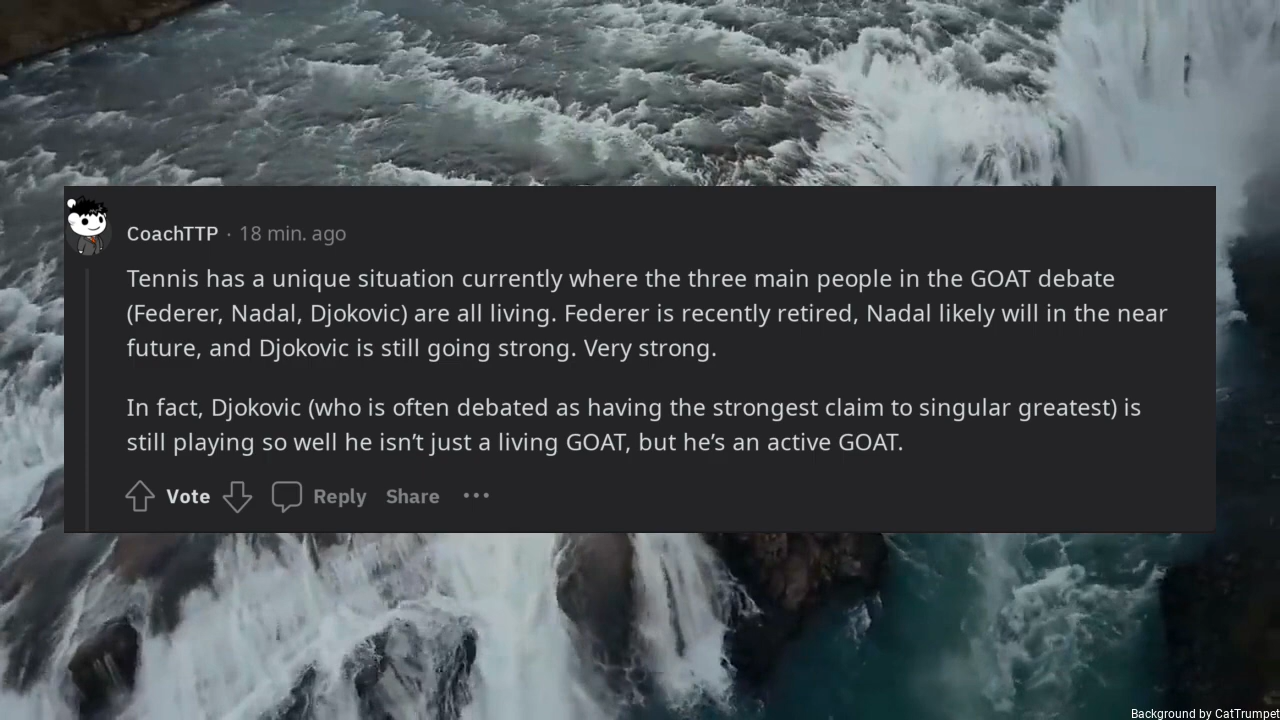 CoachTTP · 18 min. ago
Tennis has a unique situation currently where the three main people in the GOAT debate
(Federer, Nadal, Djokovic) are all living. Federer is recently retired, Nadal likely will in the near
future, and Djokovic is still going strong. Very strong.
In fact, Djokovic (who is often debated as having the strongest claim to singular greatest) is
still playing so well he isn’t just a living GOAT, but he’s an active GOAT.
Vote Reply Share •••
Background by CatTrumpet